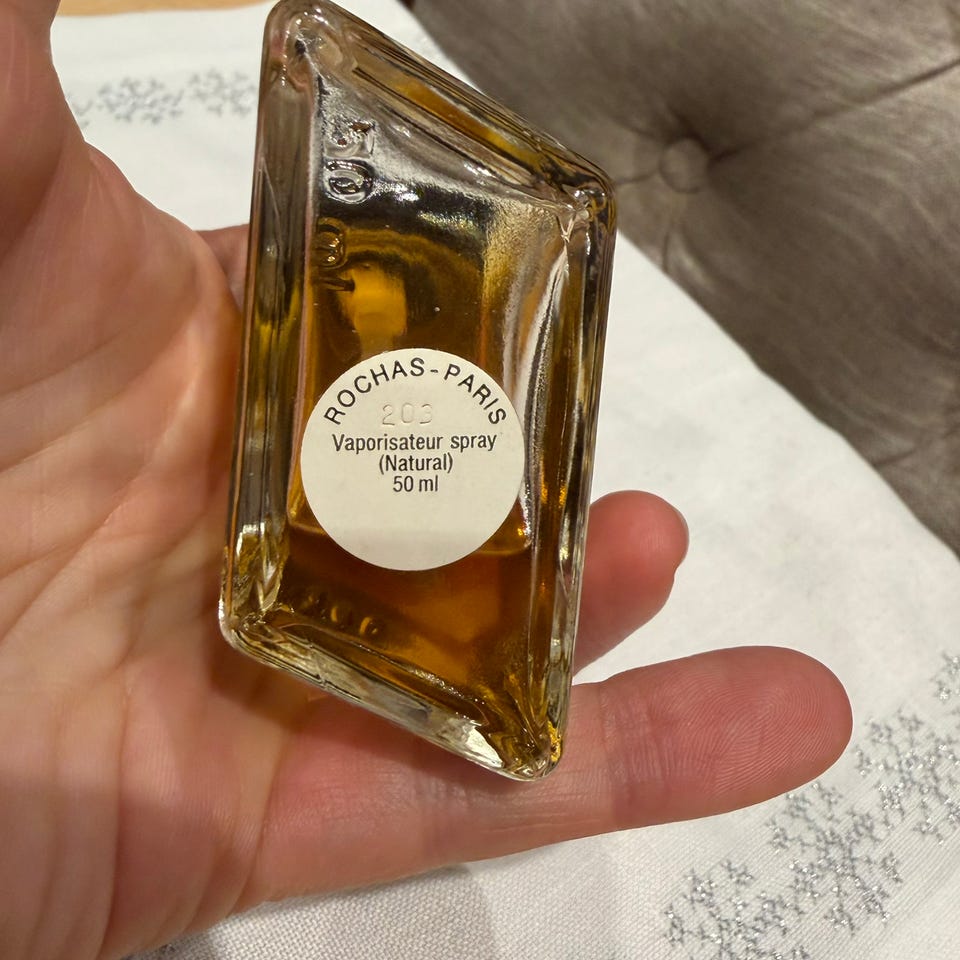 ROCHAS-PARIS
203
Vaporisateur spray
(Natural)
50 ml